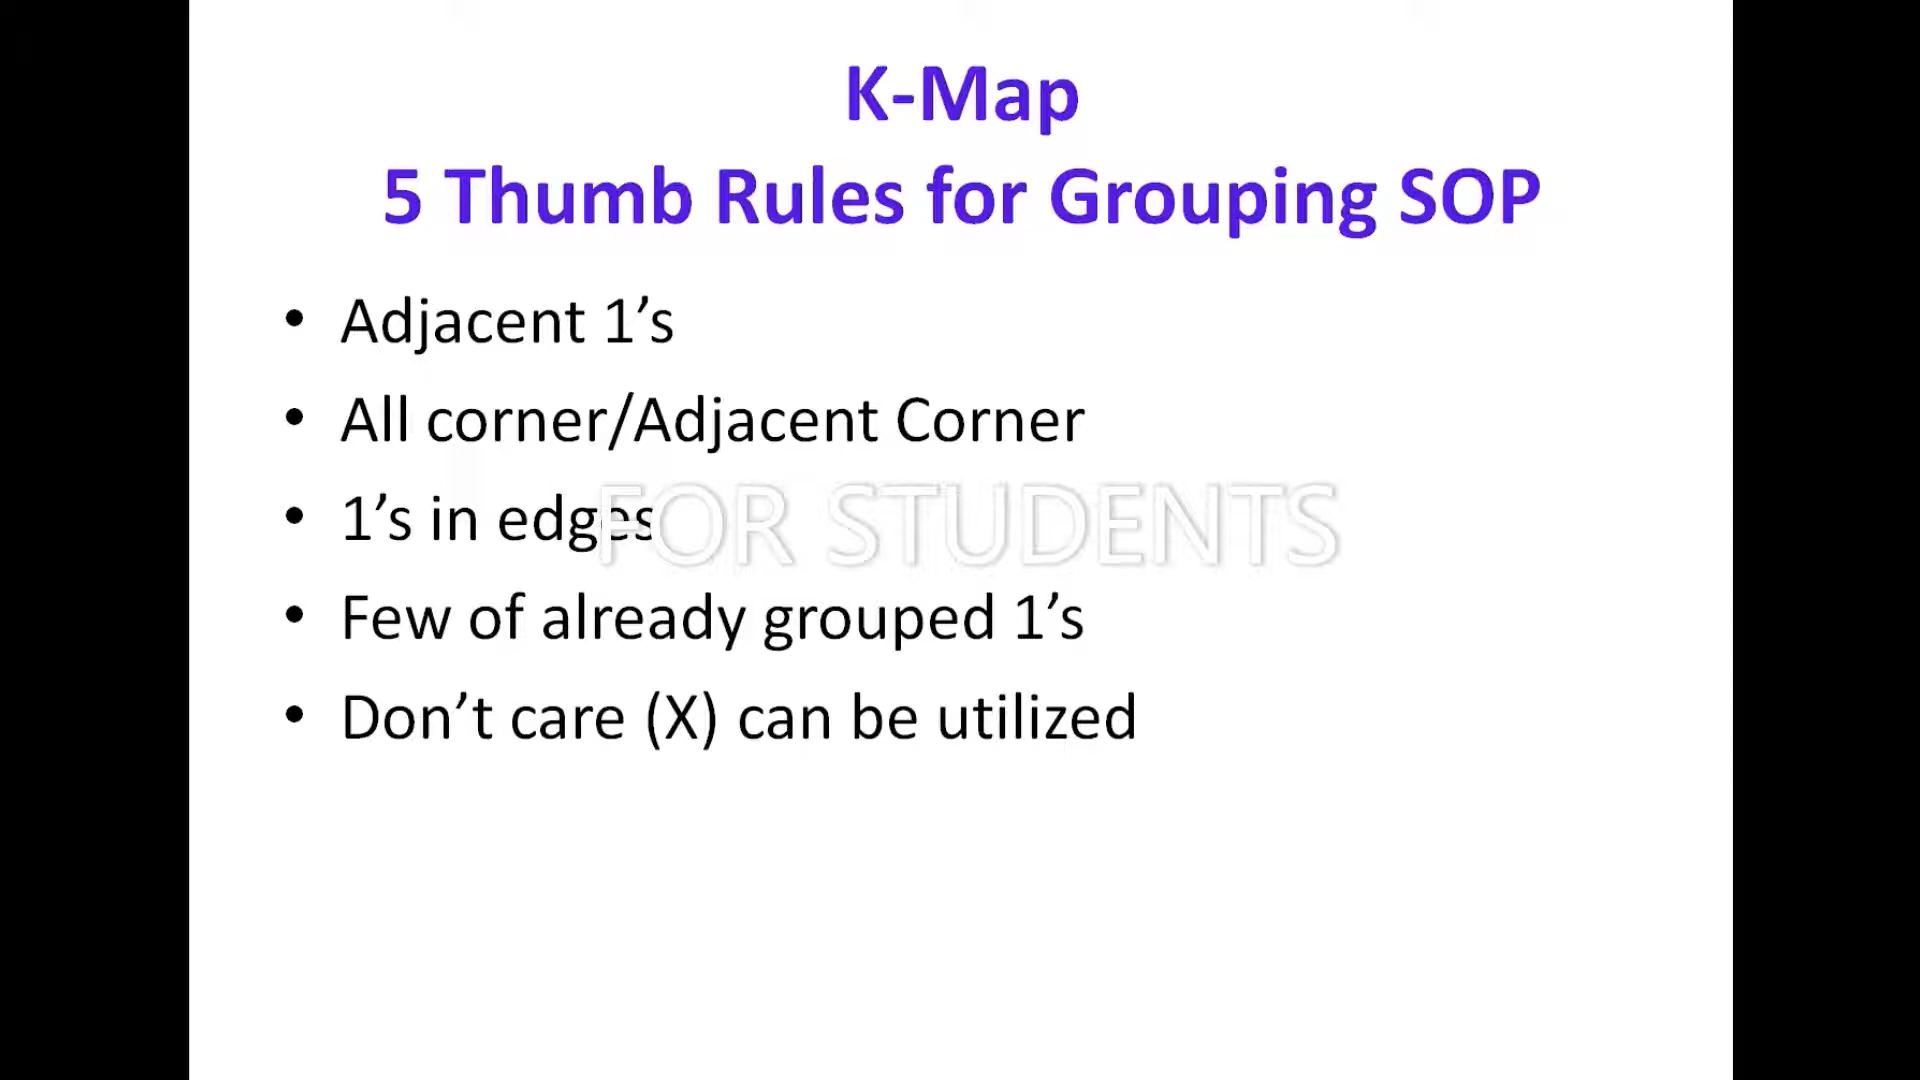 K-Map
5 Thumb Rules for Grouping SOP
• Adjacent 1’s
• All corner/Adjacent Corner
• 1’s in edges
FOR STUDENTS
• Few of already grouped 1’s
• Don’t care (X) can be utilized